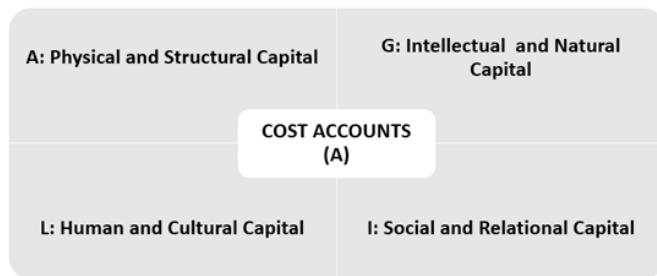 A: Physical and Structural Capital
G: Intellectual and Natural
Capital
COST ACCOUNTS
(A)
L: Human and Cultural Capital
I: Social and Relational Capital